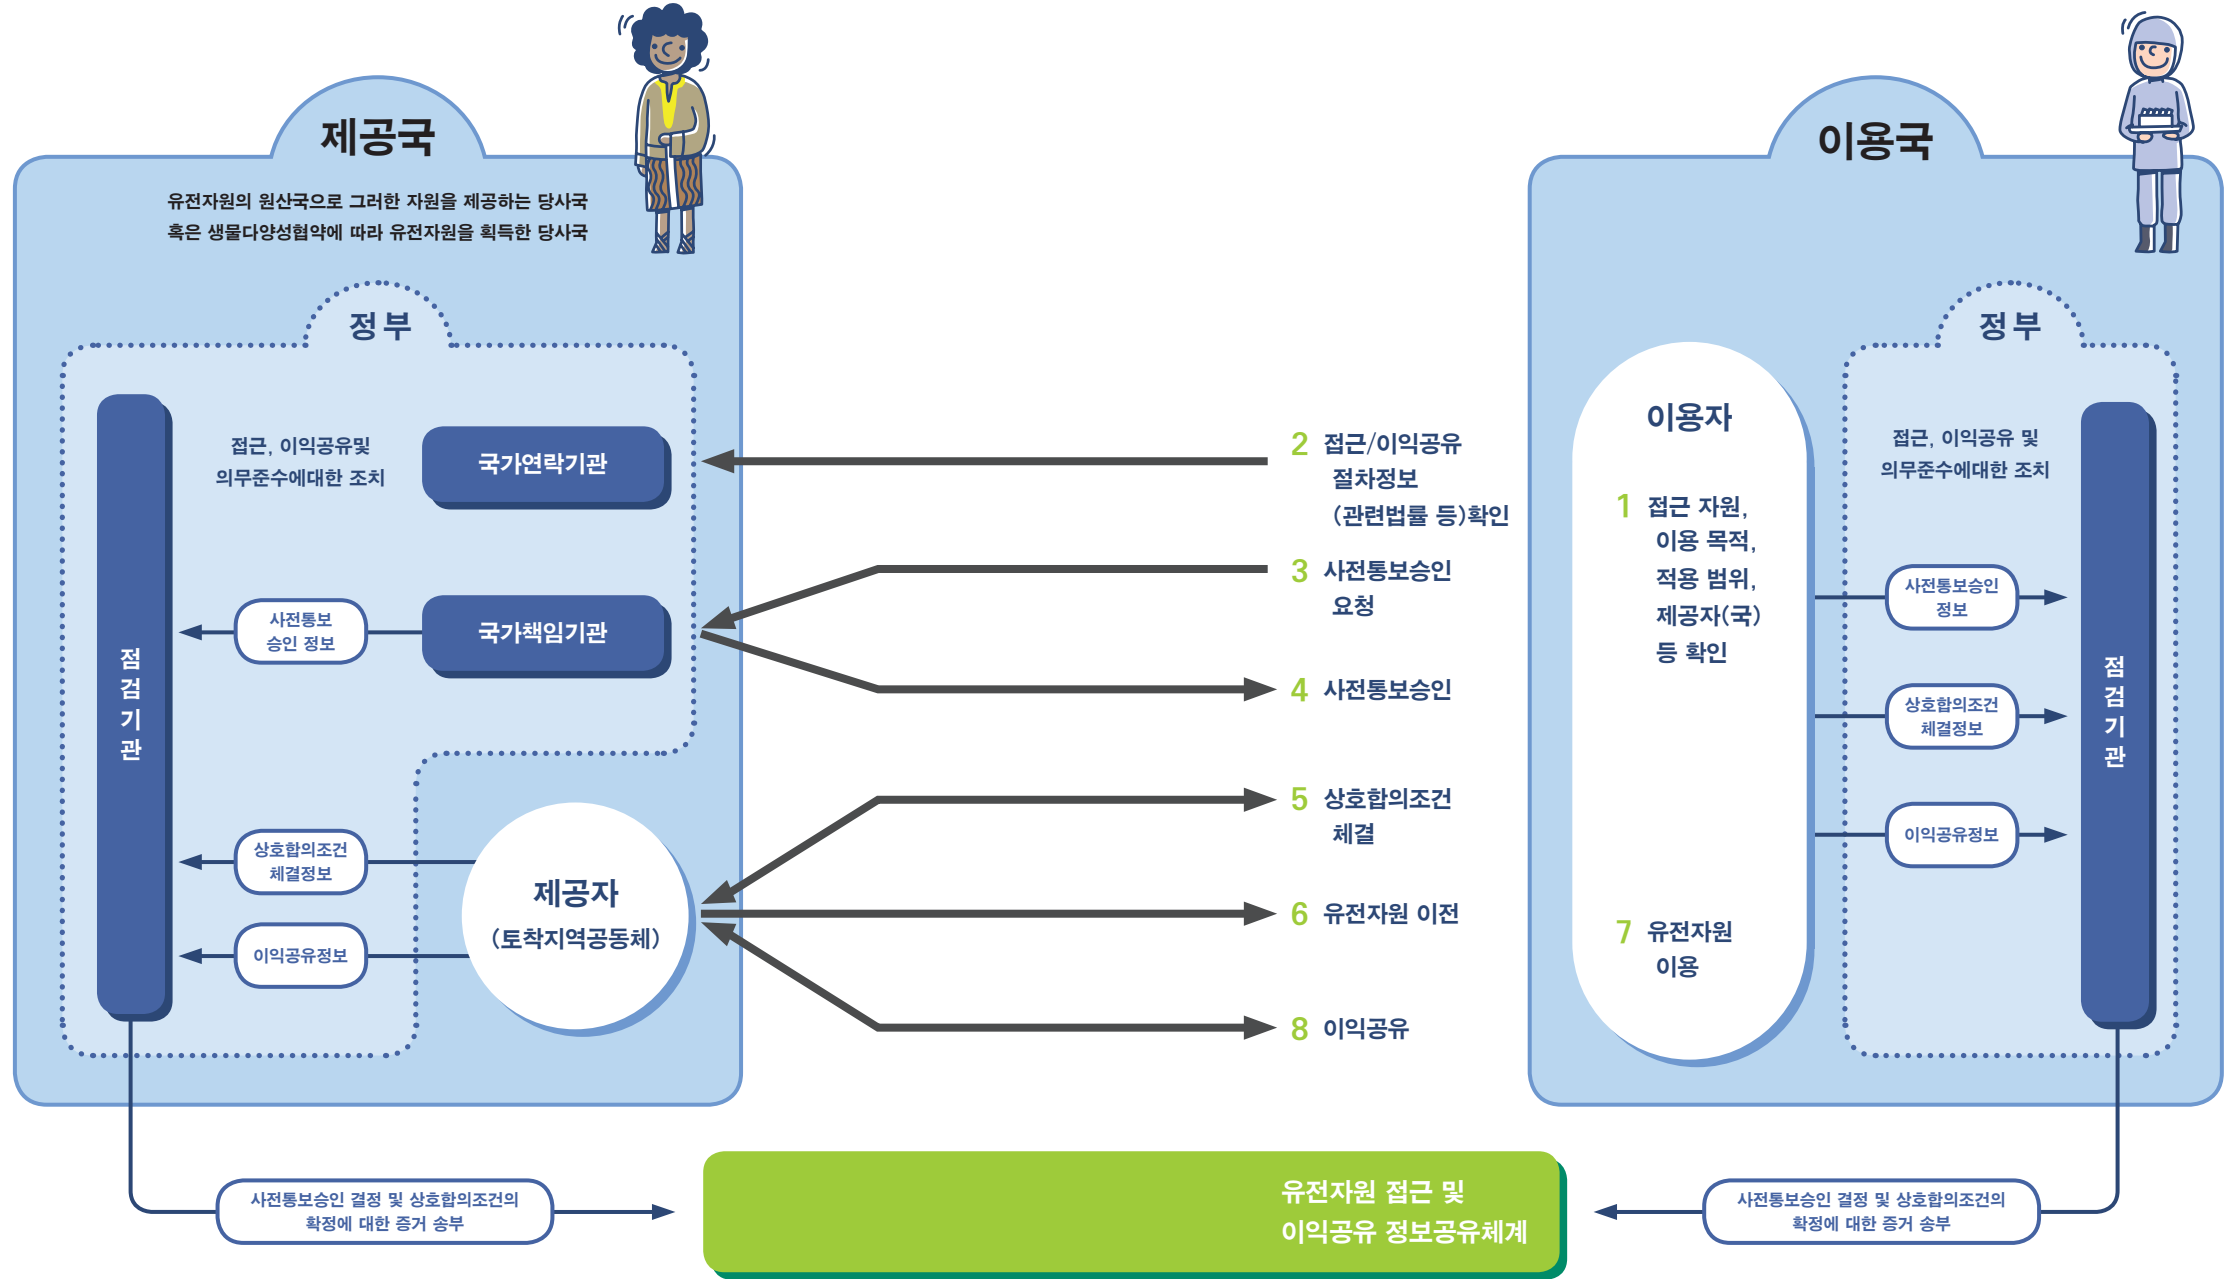 제공국
유전자원의 원산국으로 그러한 자원을 제공하는 당사국
혹은 생물다양성협약에 따라 유전자원을 획득한 당사국
정부
점검기관
접근, 이익공유및
의무준수에대한 조치
국가연락기관
사전통보
승인 정보
국가책임기관
상호합의조건
체결정보
이익공유정보
제공자
(토착지역공동체)
2 접근/이익공유
절차정보
(관련법률 등)확인
3 사전통보승인
요청
4 사전통보승인
5 상호합의조건
체결
6 유전자원 이전
8 이익공유
이용국
이용자
1 접근 자원,
이용 목적,
적용 범위,
제공자(국)
등 확인
7 유전자원
이용
정부
접근, 이익공유 및
의무준수에대한 조치
사전통보승인
정보
상호합의조건
체결정보
이익공유정보
점검기관
사전통보승인 결정 및 상호합의조건의
확정에 대한 증거 송부
유전자원 접근 및
이익공유 정보공유체계
사전통보승인 결정 및 상호합의조건의
확정에 대한 증거 송부